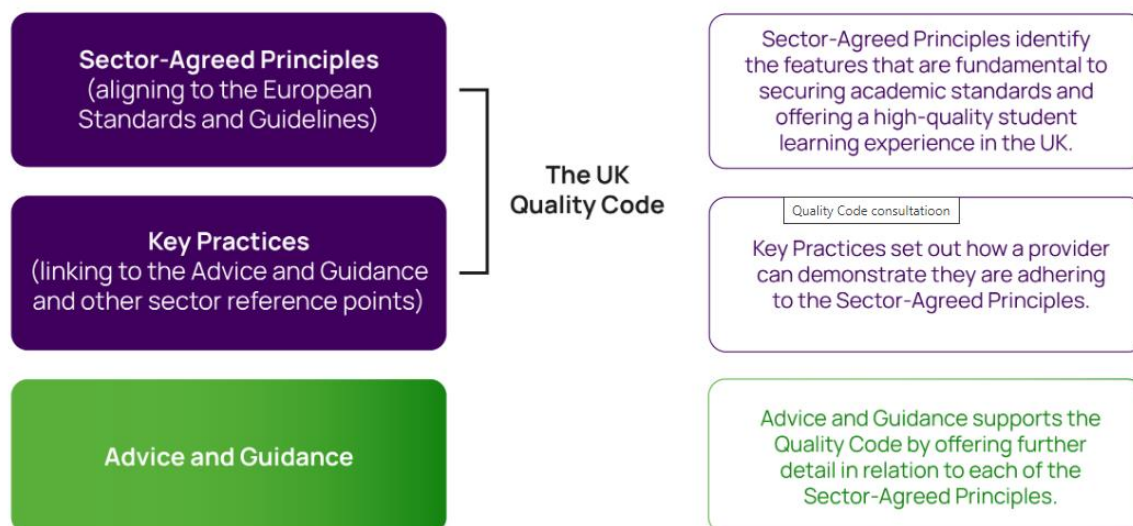 Sector-Agreed Principles
(aligning to the European
Standards and Guidelines)
Sector-Agreed Principles identify
the features that are fundamental to
securing academic standards and
offering a high-quality student
learning experience in the UK.
The UK
Quality Code
Key Practices
(linking to the Advice and Guidance
and other sector reference points)
Quality Code consultatioon
Key Practices set out how a provider
can demonstrate they are adhering
to the Sector-Agreed Principles.
Advice and Guidance
Advice and Guidance supports the
Quality Code by offering further
detail in relation to each of the
Sector-Agreed Principles.